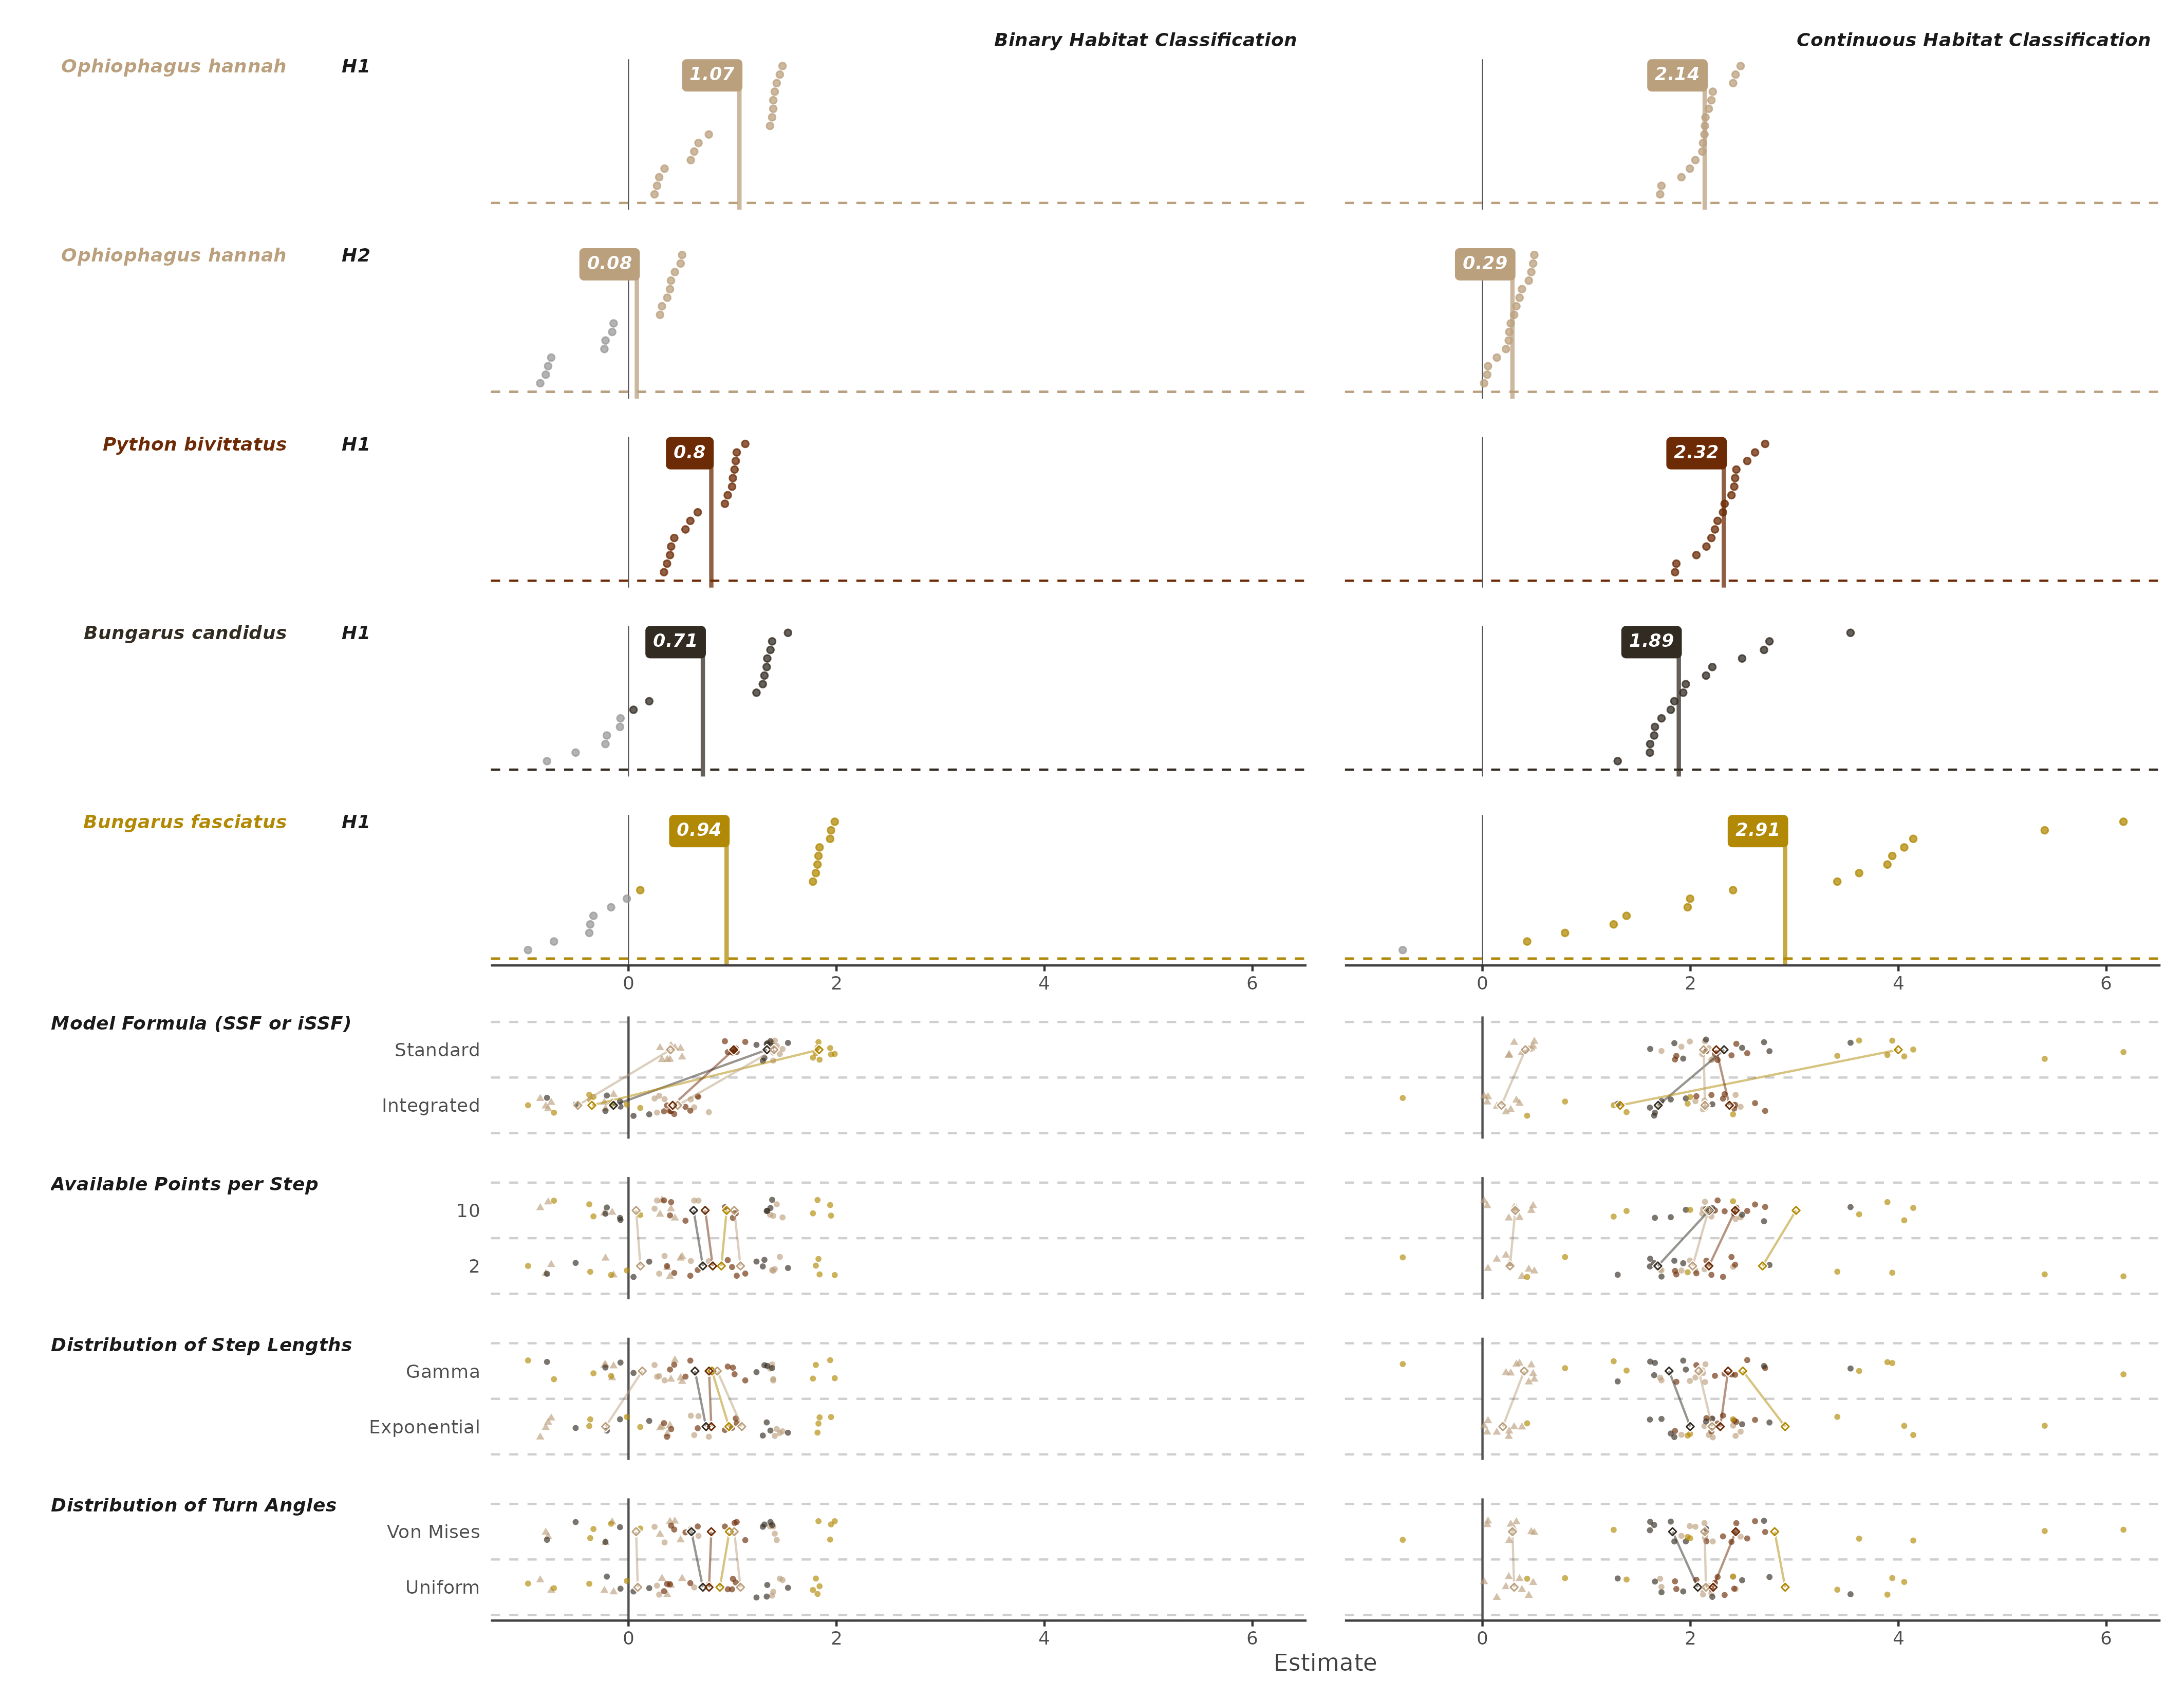 Binary Habitat Classification
Continuous Habitat Classification
Ophiophagus hannah H1 1.07 2.14
Ophiophagus hannah H2 0.08 0.29
Python bivittatus H1 0.8 2.32
Bungarus candidus H1 0.71 1.89
Bungarus fasciatus H1 0.94 2.91
0 2 4 6 0 2 4 6
Model Formula (SSF or iSSF)
Standard
Integrated
Available Points per Step
10
2
Distribution of Step Lengths
Gamma
Exponential
Distribution of Turn Angles
Von Mises
Uniform
0 2 4 6 0 2 4 6
Estimate